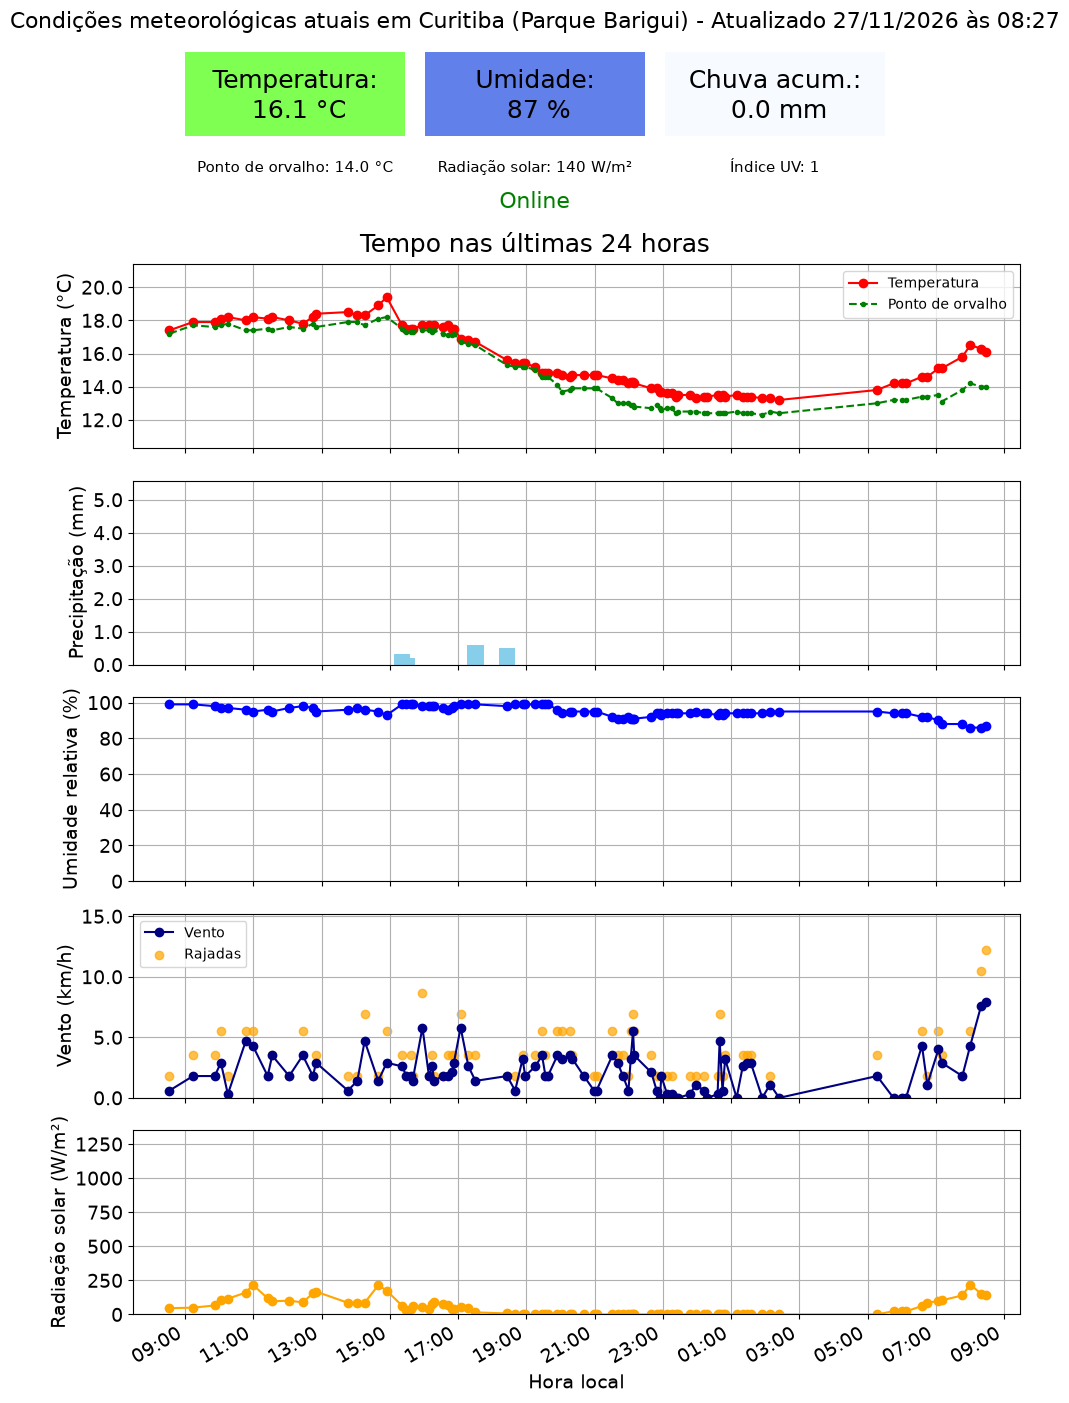 Condições meteorológicas atuais em Curitiba (Parque Barigui) - Atualizado 27/11/2026 às 08:27
Temperatura:
16.1 °C
Umidade:
87 %
Chuva acum.:
0.0 mm
Ponto de orvalho: 14.0 °C
Radiação solar: 140 W/m²
Índice UV: 1
Online
Tempo nas últimas 24 horas
Temperatura (°C)
20.0
18.0
16.0
14.0
12.0
Temperatura
Ponto de orvalho
Precipitação (mm)
5.0
4.0
3.0
2.0
1.0
0.0
Umidade relativa (%)
100
80
60
40
20
0
Vento (km/h)
15.0
10.0
5.0
0.0
Vento
Rajadas
Radiação solar (W/m²)
1250
1000
750
500
250
0
09:00
11:00
13:00
15:00
17:00
19:00
21:00
23:00
01:00
03:00
05:00
07:00
09:00
Hora local